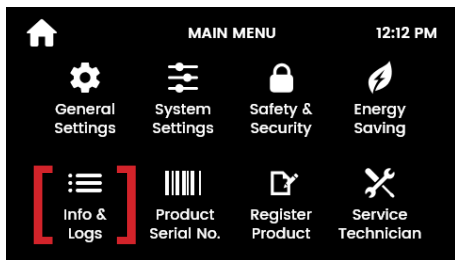 MAIN MENU 12:12 PM
General Settings
System Settings
Safety & Security
Energy Saving
Info & Logs
Product Serial No.
Register Product
Service Technician